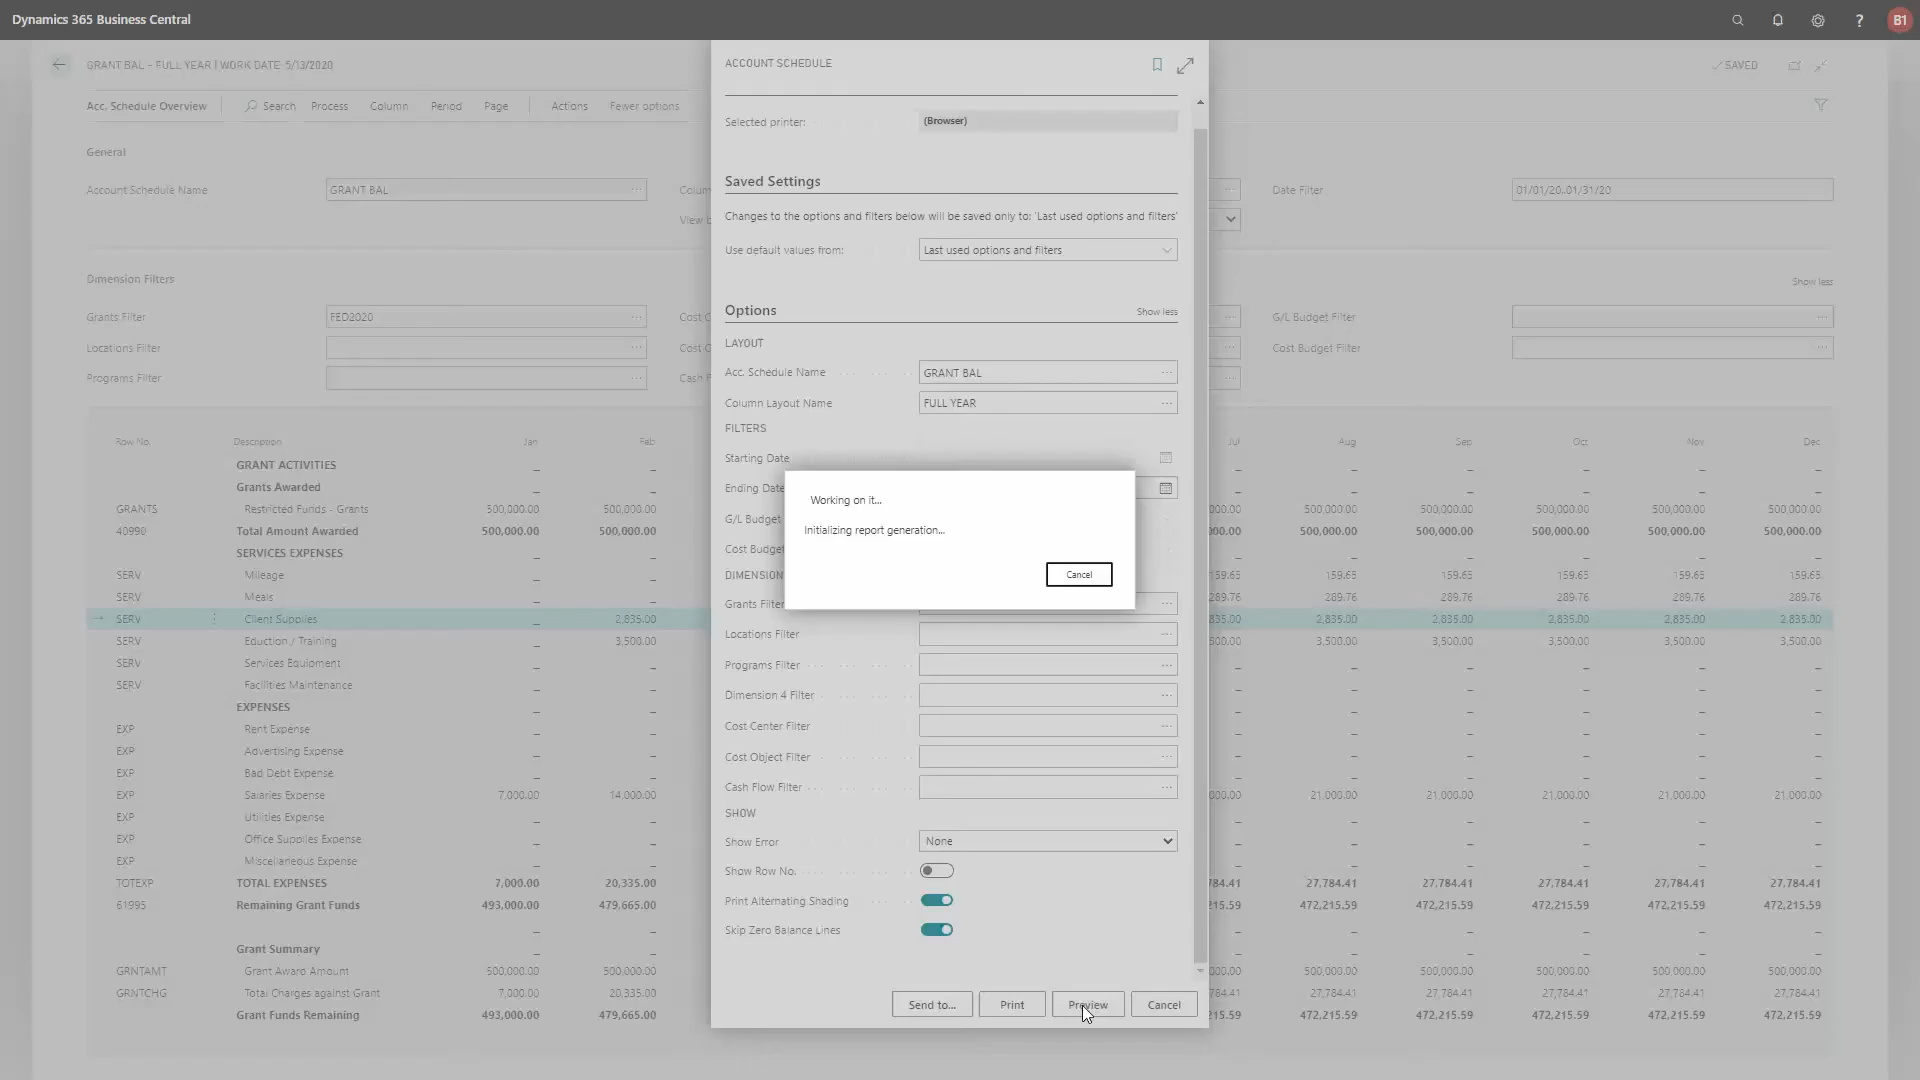 Dynamics 365 Business Central
? B1
GRANT BAL - FULL YEAR | WORK DATE: 5/13/2020
SAVED
Acc. Schedule Overview Search Process Column Period Page Actions Fewer options
General
Account Schedule Name GRANT BAL
Date Filter 01/01/20..01/31/20
Dimension Filters
Show less
Grants Filter FED2020
G/L Budget Filter
Locations Filter
Cost Budget Filter
Programs Filter
Row No. Description Jan Feb Jul Aug Sep Oct Nov Dec
GRANT ACTIVITIES _ _ _ _ _ _ _
Grants Awarded _ _ _ _ _ _ _
GRANTS Restricted Funds - Grants 500,000.00 500,000.00 500,000.00 500,000.00 500,000.00 500,000.00 500,000.00
40990 Total Amount Awarded 500,000.00 500,000.00 500,000.00 500,000.00 500,000.00 500,000.00 500,000.00
SERVICES EXPENSES _ _ _ _ _ _ _
SERV Mileage _ _ 159.65 159.65 159.65 159.65 159.65 159.65
SERV Meals _ _ 289.76 289.76 289.76 289.76 289.76 289.76
SERV Client Supplies _ 2,835.00 2,835.00 2,835.00 2,835.00 2,835.00 2,835.00
SERV Eduction / Training _ 3,500.00 3,500.00 3,500.00 3,500.00 3,500.00 3,500.00
SERV Services Equipment _ _ _ _ _ _ _
SERV Facilities Maintenance _ _ _ _ _ _ _
EXPENSES _ _ _ _ _ _ _
EXP Rent Expense _ _ _ _ _ _ _
EXP Advertising Expense _ _ _ _ _ _ _
EXP Bad Debt Expense _ _ _ _ _ _ _
EXP Salaries Expense 7,000.00 14,000.00 21,000.00 21,000.00 21,000.00 21,000.00 21,000.00
EXP Utilities Expense _ _ _ _ _ _ _
EXP Office Supplies Expense _ _ _ _ _ _ _
EXP Miscellaneous Expense _ _ _ _ _ _ _
TOTEXP TOTAL EXPENSES 7,000.00 20,335.00 27,784.41 27,784.41 27,784.41 27,784.41 27,784.41
61995 Remaining Grant Funds 493,000.00 479,665.00 472,215.59 472,215.59 472,215.59 472,215.59 472,215.59
Grant Summary _ _ _ _ _ _ _
GRNTAMT Grant Award Amount 500,000.00 500,000.00 500,000.00 500,000.00 500,000.00 500,000.00 500,000.00
GRNTCHG Total Charges against Grant 7,000.00 20,335.00 27,784.41 27,784.41 27,784.41 27,784.41 27,784.41
Grant Funds Remaining 493,000.00 479,665.00 472,215.59 472,215.59 472,215.59 472,215.59 472,215.59
ACCOUNT SCHEDULE
Selected printer: (Browser)
Saved Settings
Changes to the options and filters below will be saved only to: 'Last used options and filters'
Use default values from: Last used options and filters
Options Show less
LAYOUT
Acc. Schedule Name GRANT BAL
Column Layout Name FULL YEAR
FILTERS
Starting Date
Ending Date
G/L Budget
Cost Budget
DIMENSION
Grants Filter
Locations Filter
Programs Filter
Dimension 4 Filter
Cost Center Filter
Cost Object Filter
Cash Flow Filter
SHOW
Show Error None
Show Row No.
Print Alternating Shading
Skip Zero Balance Lines
Send to... Print Preview Cancel
Working on it...
Initializing report generation...
Cancel